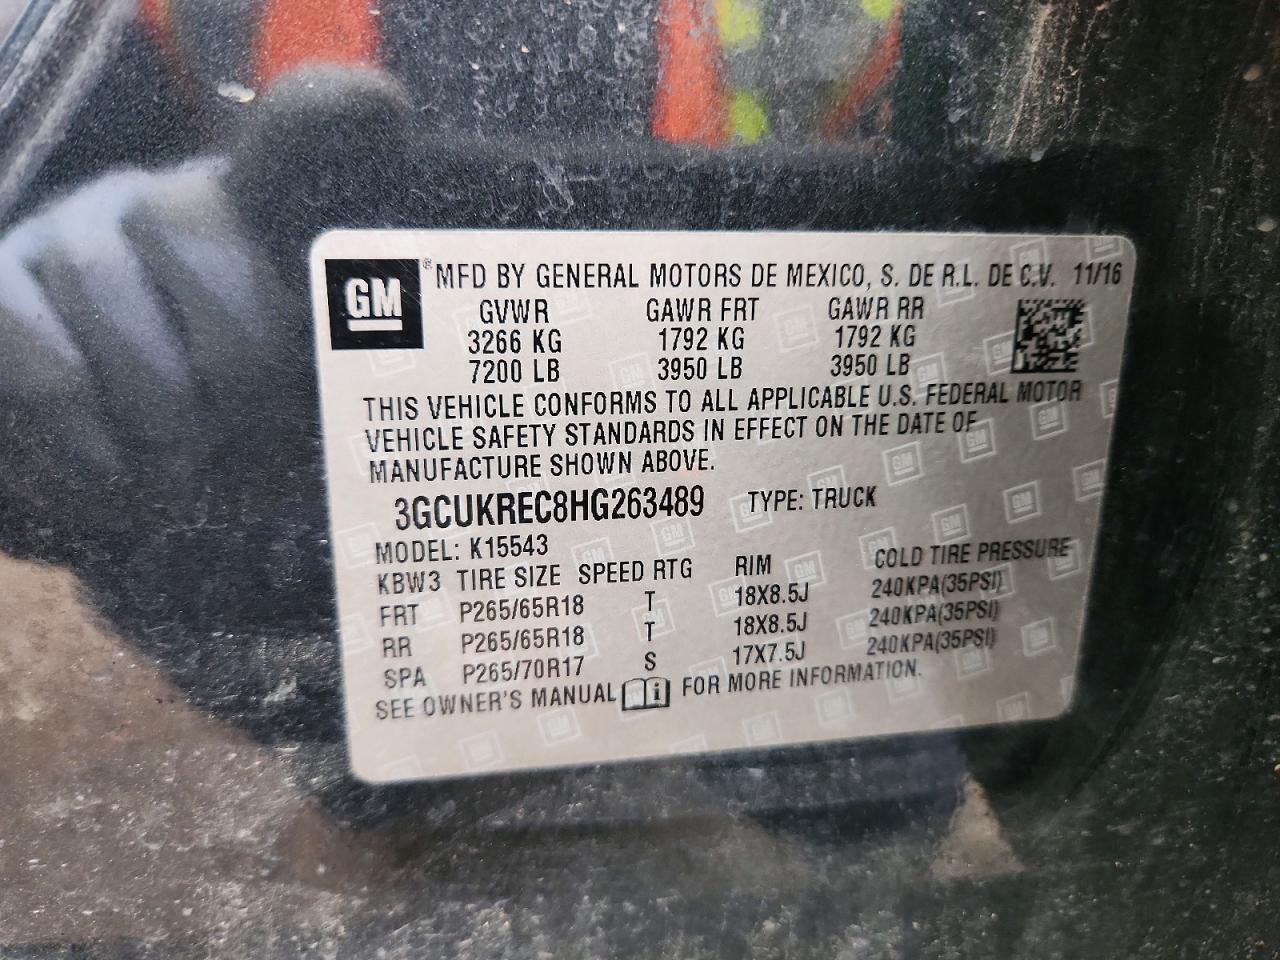 GM ® MFD BY GENERAL MOTORS DE MEXICO, S. DE R.L. DE C.V. 11/16
GVWR GAWR FRT GAWR RR
3266 KG 1792 KG 1792 KG
7200 LB 3950 LB 3950 LB
THIS VEHICLE CONFORMS TO ALL APPLICABLE U.S. FEDERAL MOTOR
VEHICLE SAFETY STANDARDS IN EFFECT ON THE DATE OF
MANUFACTURE SHOWN ABOVE.
3GCUKREC8HG263489 TYPE: TRUCK
MODEL: K15543
KBW3 TIRE SIZE SPEED RTG RIM COLD TIRE PRESSURE
FRT P265/65R18 T 18X8.5J 240KPA(35PSI)
RR P265/65R18 T 18X8.5J 240KPA(35PSI)
SPA P265/70R17 S 17X7.5J 240KPA(35PSI)
SEE OWNER'S MANUAL i FOR MORE INFORMATION.